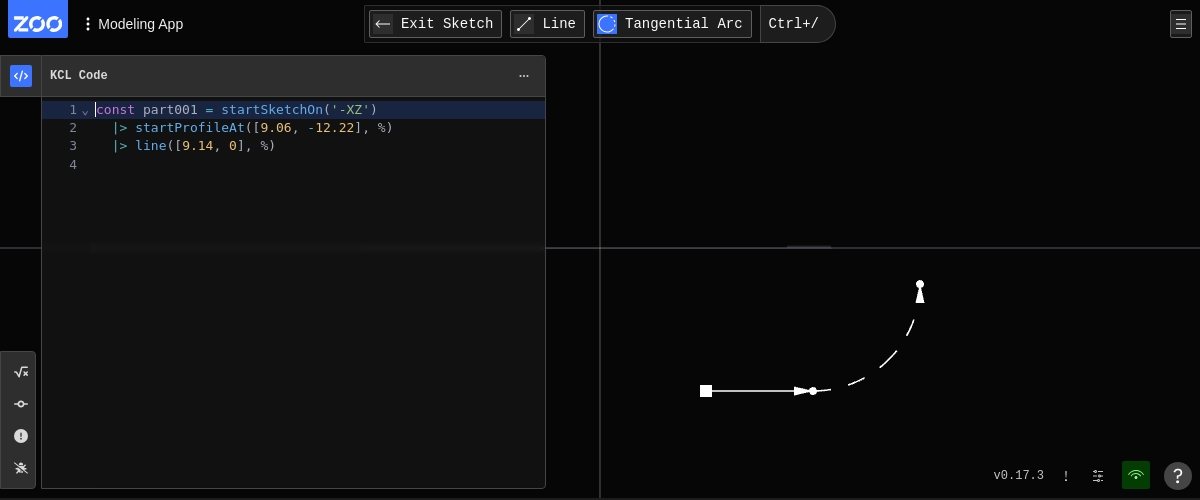 ZOO Modeling App Exit Sketch Line Tangential Arc Ctrl+/
KCL Code
1 const part001 = startSketchOn('-XZ')
2 |> startProfileAt([9.06, -12.22], %)
3 |> line([9.14, 0], %)
4
v0.17.3 ! ?